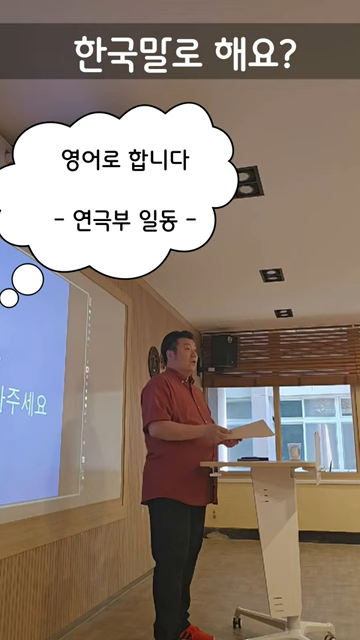 한국말로 해요?
영어로 합니다
- 연극부 일동 -
주세요